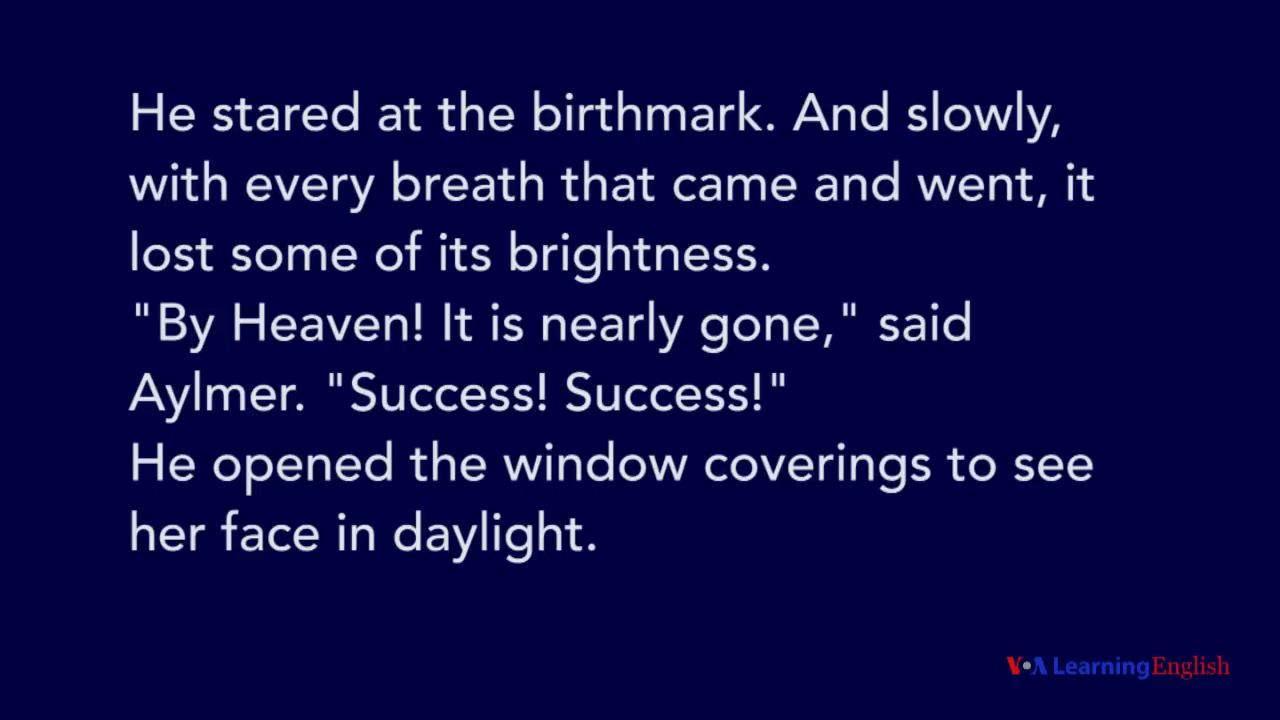 He stared at the birthmark. And slowly,
with every breath that came and went, it
lost some of its brightness.
"By Heaven! It is nearly gone," said
Aylmer. "Success! Success!"
He opened the window coverings to see
her face in daylight.
VOA Learning English